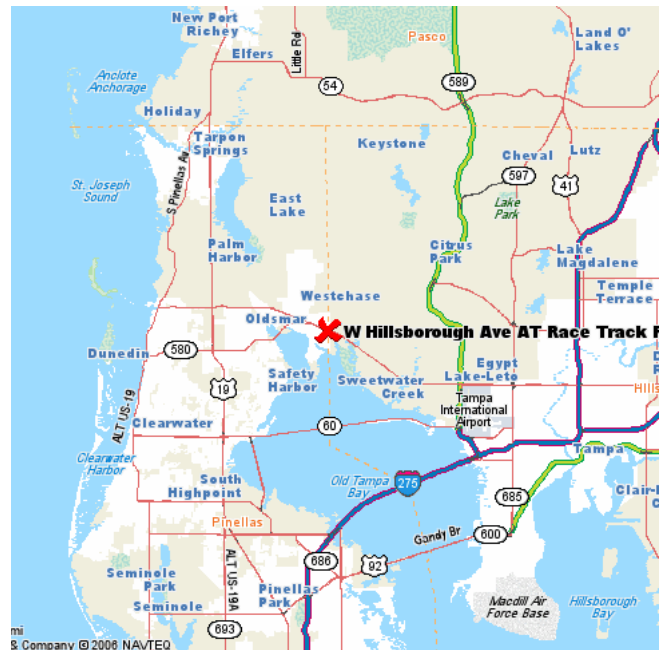 New Port
Richey
Little Rd
Pasco
Land O'
Lakes
Elfers
589
54
Anclote
Anchorage
Holiday
Tarpon
Springs
Keystone
Cheval
Lutz
597
41
St. Joseph
Sound
S Pinellas Av
East
Lake
Lake
Park
Palm
Harbor
Citrus
Park
Lake
Magdalene
Temple
Terrace
Westchase
Oldsmar
W Hillsborough Ave AT Race Track
Dunedin
580
Safety
Harbor
Egypt
Lake-Leto
19
Sweetwater
Creek
Tampa
International
Airport
ALT US-19
Clearwater
60
Clearwater
Harbor
Tampa
South
Highpoint
Old Tampa
Bay
275
685
Pinellas
Gandy Br
600
ALT US-19A
686
92
Seminole
Park
Pinellas
Park
Seminole
Macdill Air
Force Base
Hillsborough
Bay
693
& Company © 2006 NAVTEQ